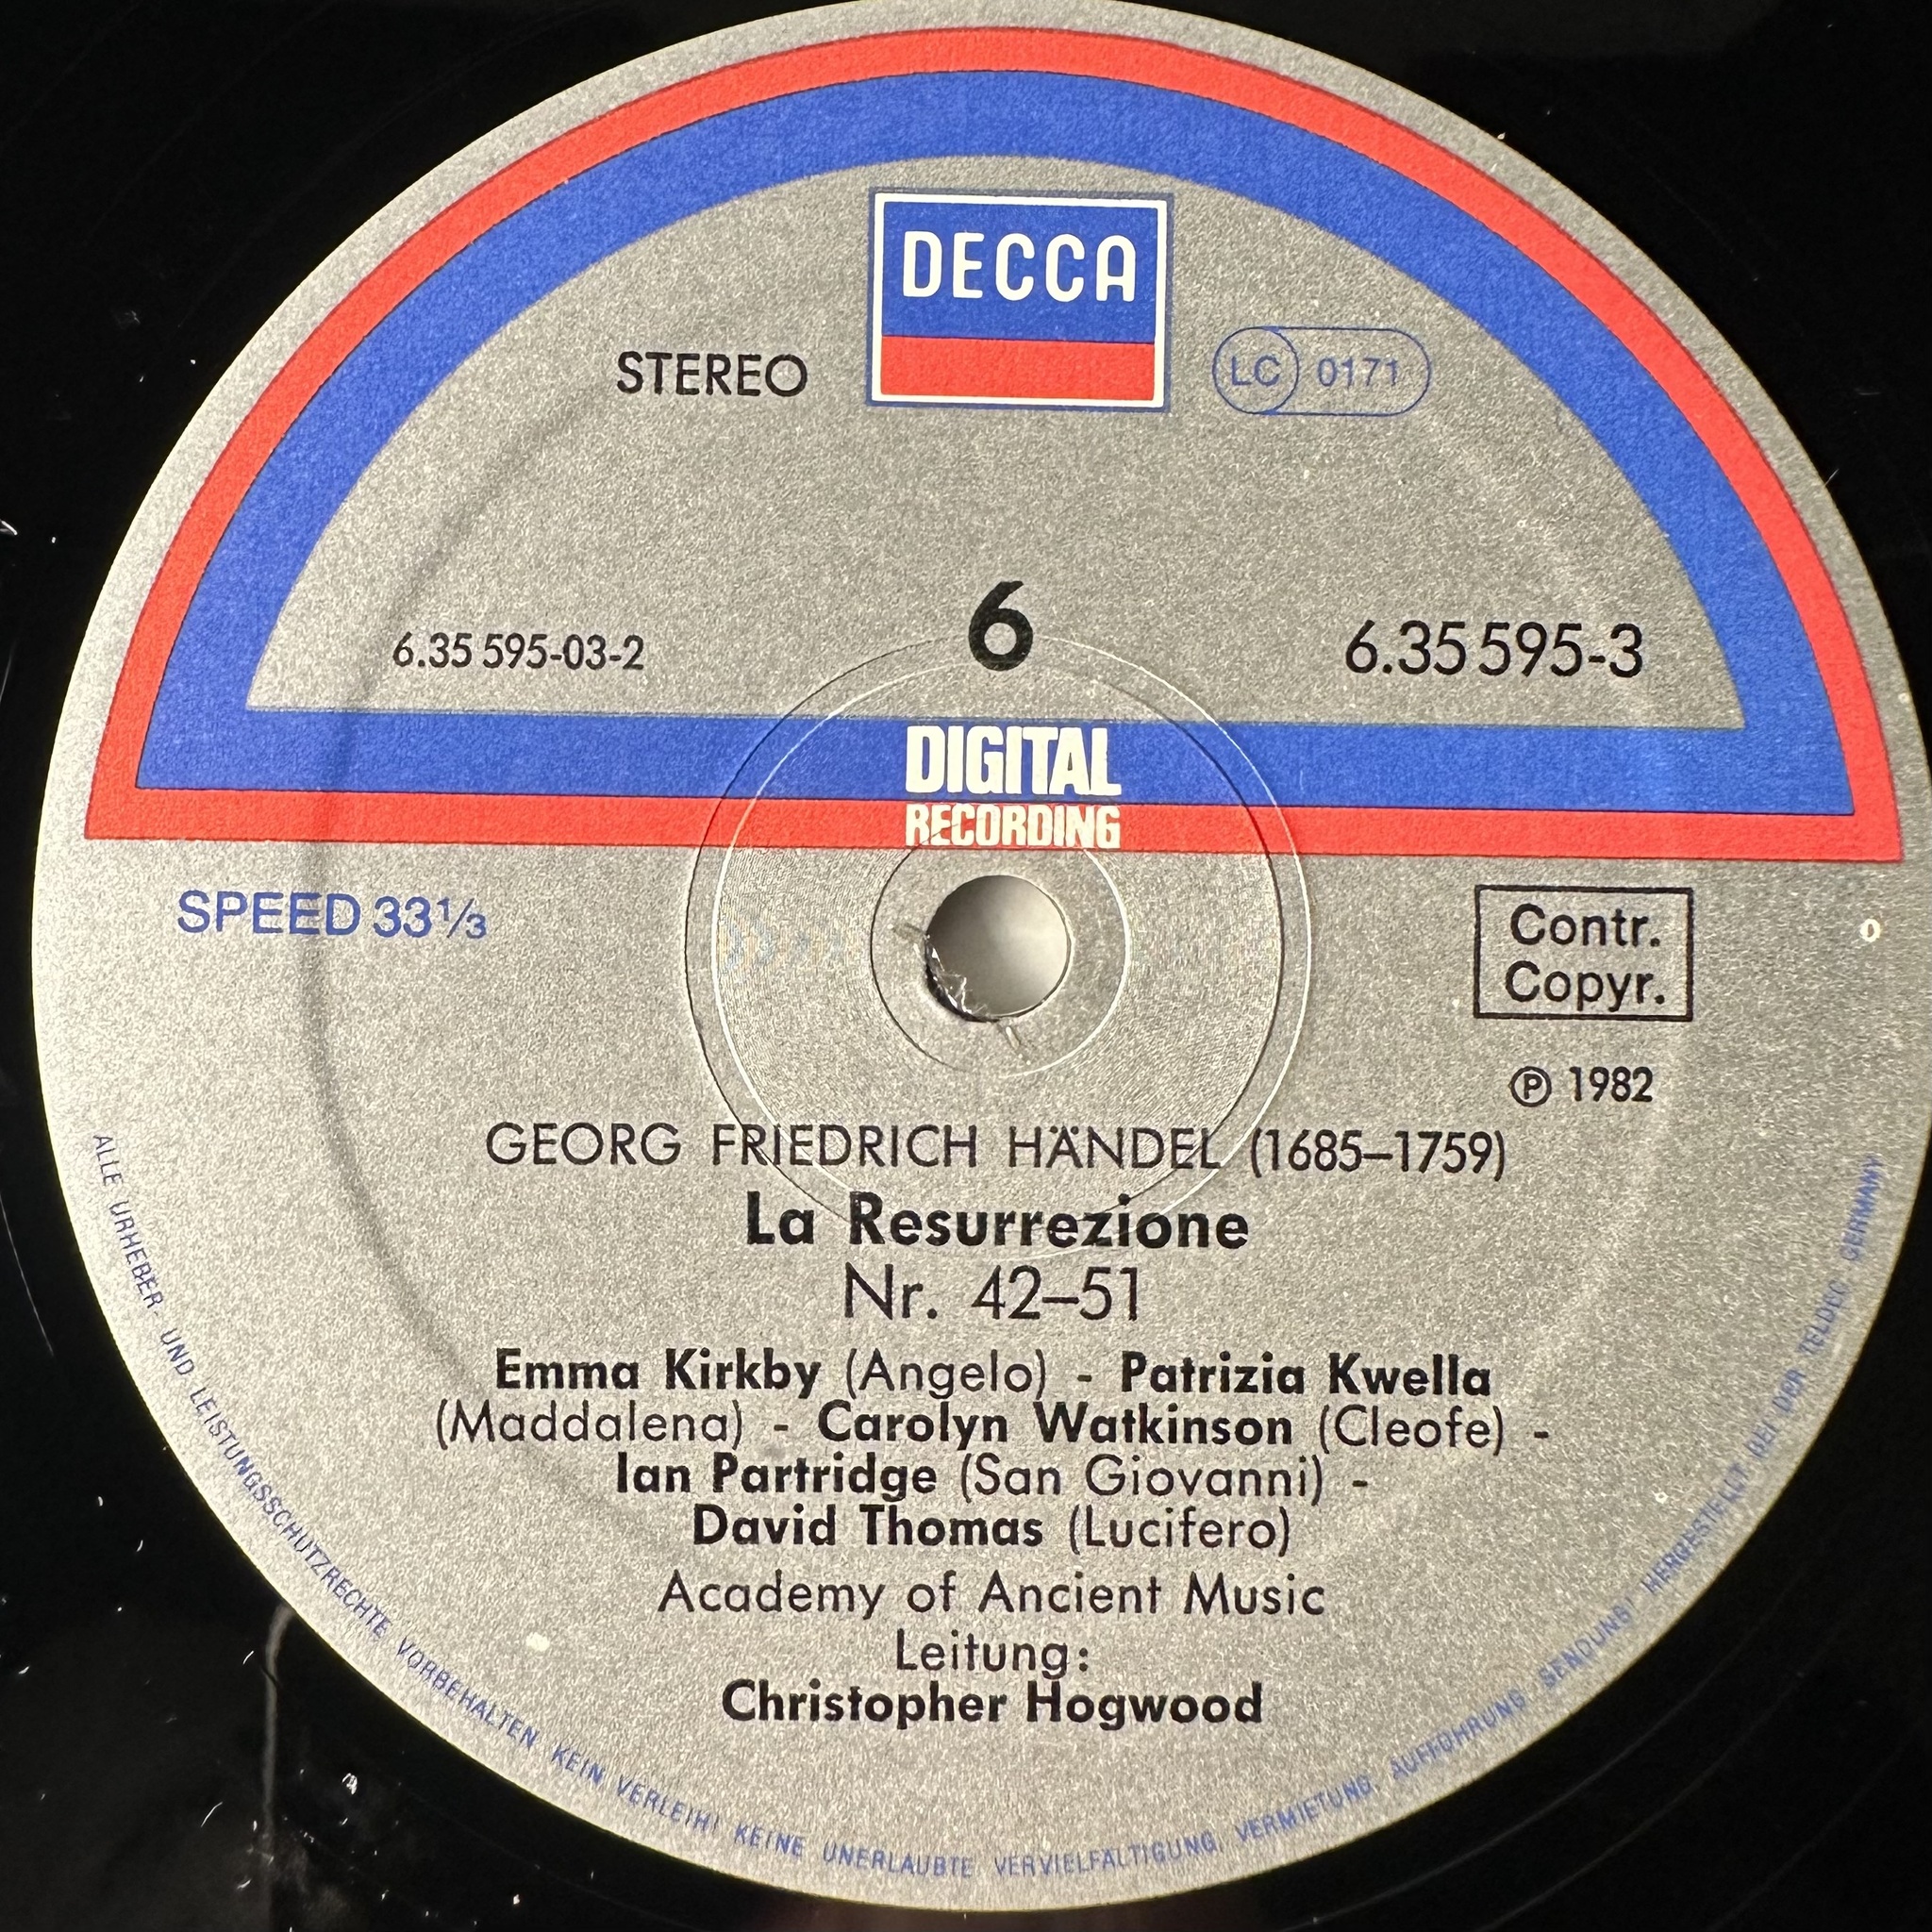 DECCA
STEREO
LC 0171
6
6.35 595-03-2
6.35 595-3
DIGITAL
RECORDING
SPEED 33⅓
Contr.
Copyr.
℗ 1982
GEORG FRIEDRICH HÄNDEL (1685–1759)
La Resurrezione
Nr. 42–51
Emma Kirkby (Angelo) - Patrizia Kwella
(Maddalena) - Carolyn Watkinson (Cleofe) -
Ian Partridge (San Giovanni) -
David Thomas (Lucifero)
Academy of Ancient Music
Leitung:
Christopher Hogwood
ALLE URHEBER- UND LEISTUNGSSCHUTZRECHTE VORBEHALTEN KEIN VERLEIH! KEINE UNERLAUBTE VERVIELFÄLTIGUNG, VERMIETUNG, AUFFÜHRUNG, SENDUNG! HERGESTELLT BEI DER TELDEC GERMANY